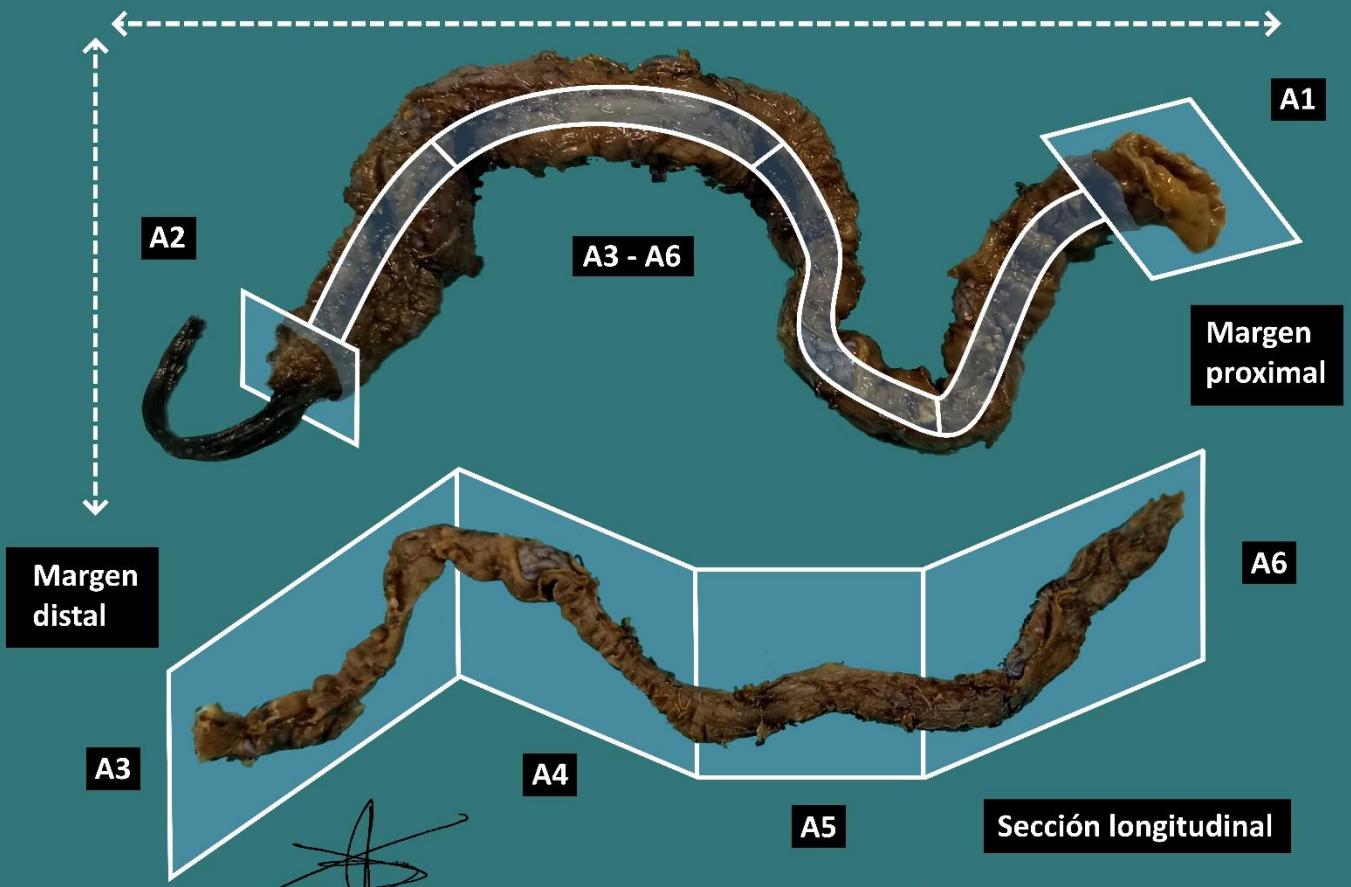 A1
A2
A3 - A6
Margen
proximal
Margen
distal
A6
A3
A4
A5
Sección longitudinal